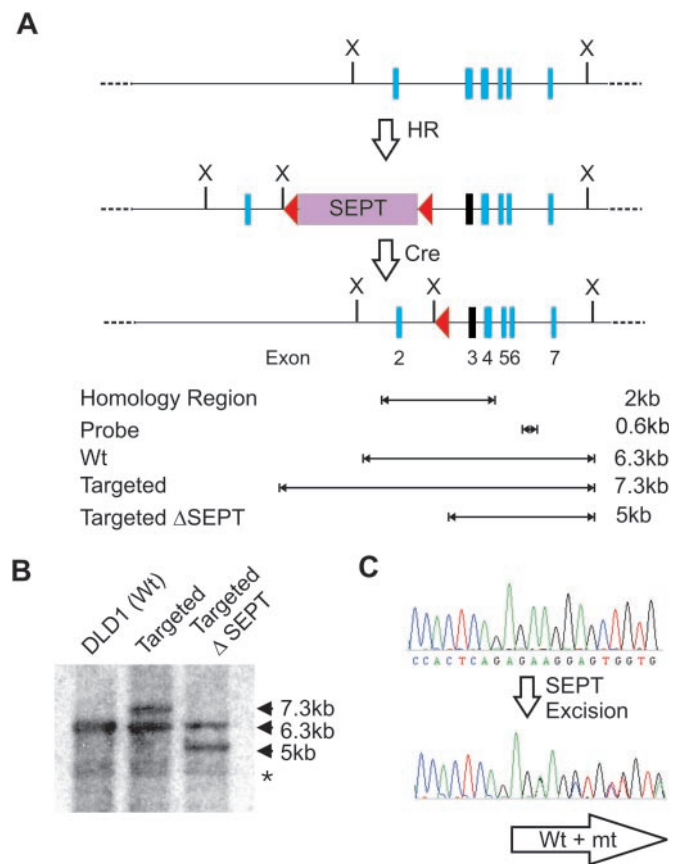 A
X X
HR
X X
SEPT
Cre
X X X
Exon 2 3 4 56 7
Homology Region 2kb
Probe 0.6kb
Wt 6.3kb
Targeted 7.3kb
Targeted ΔSEPT 5kb
B
DLD1 (Wt)
Targeted
Targeted
Δ SEPT
7.3kb
6.3kb
5kb
*
C
CCACTCAGAGAAGGAGTGGTG
SEPT
Excision
Wt + mt